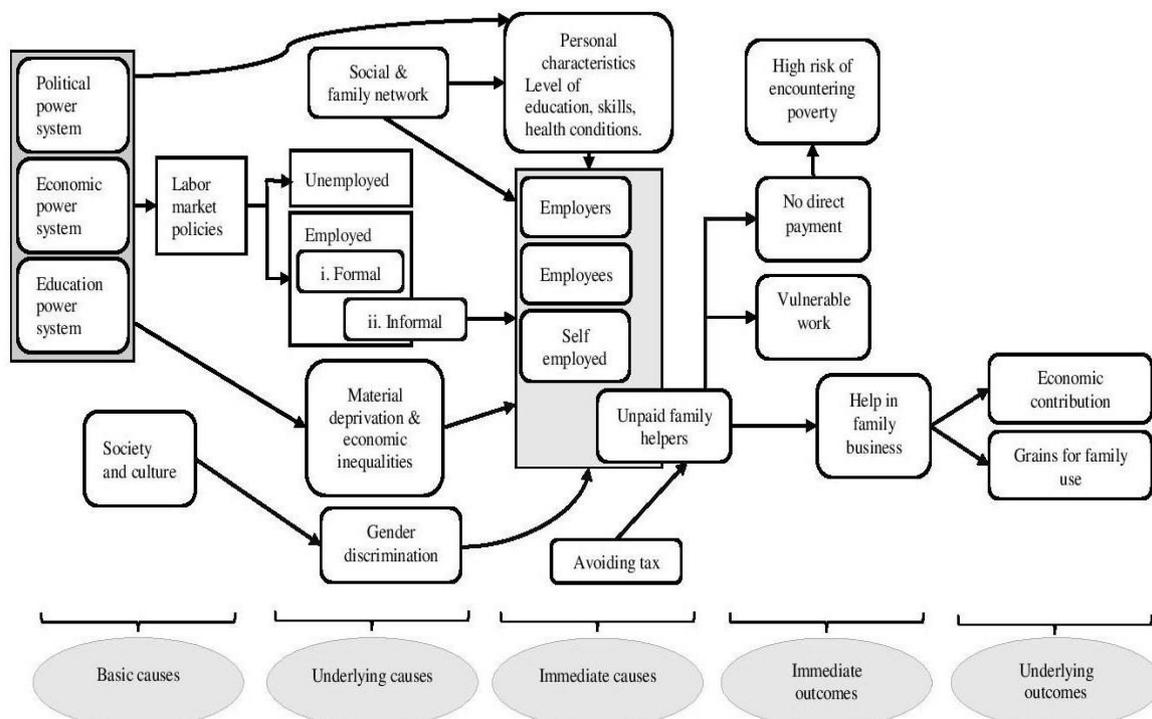 Political
power
system
Economic
power
system
Education
power
system
Society
and culture
Labor
market
policies
Social &
family network
Unemployed
Employed
i. Formal
ii. Informal
Material
deprivation &
economic
inequalities
Gender
discrimination
Personal
characteristics
Level of
education, skills,
health conditions.
Employers
Employees
Self
employed
Unpaid family
helpers
Avoiding tax
High risk of
encountering
poverty
No direct
payment
Vulnerable
work
Help in
family
business
Economic
contribution
Grains for family
use
Basic causes
Underlying causes
Immediate causes
Immediate
outcomes
Underlying
outcomes